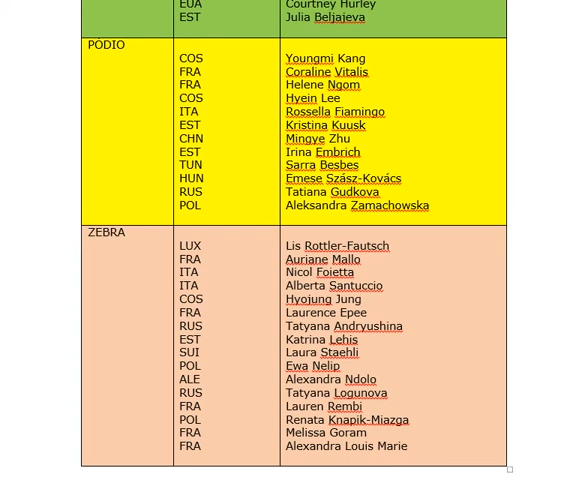 EUA Courtney Hurley
EST Julia Beljajeva
PÓDIO
COS Youngmi Kang
FRA Coraline Vitalis
FRA Helene Ngom
COS Hyein Lee
ITA Rossella Fiamingo
EST Kristina Kuusk
CHN Mingye Zhu
EST Irina Embrich
TUN Sarra Besbes
HUN Emese Szász-Kovács
RUS Tatiana Gudkova
POL Aleksandra Zamachowska
ZEBRA
LUX Lis Rottler-Fautsch
FRA Auriane Mallo
ITA Nicol Foietta
ITA Alberta Santuccio
COS Hyojung Jung
FRA Laurence Epee
RUS Tatyana Andryushina
EST Katrina Lehis
SUI Laura Staehli
POL Ewa Nelip
ALE Alexandra Ndolo
RUS Tatyana Logunova
FRA Lauren Rembi
POL Renata Knapik-Miazga
FRA Melissa Goram
FRA Alexandra Louis Marie